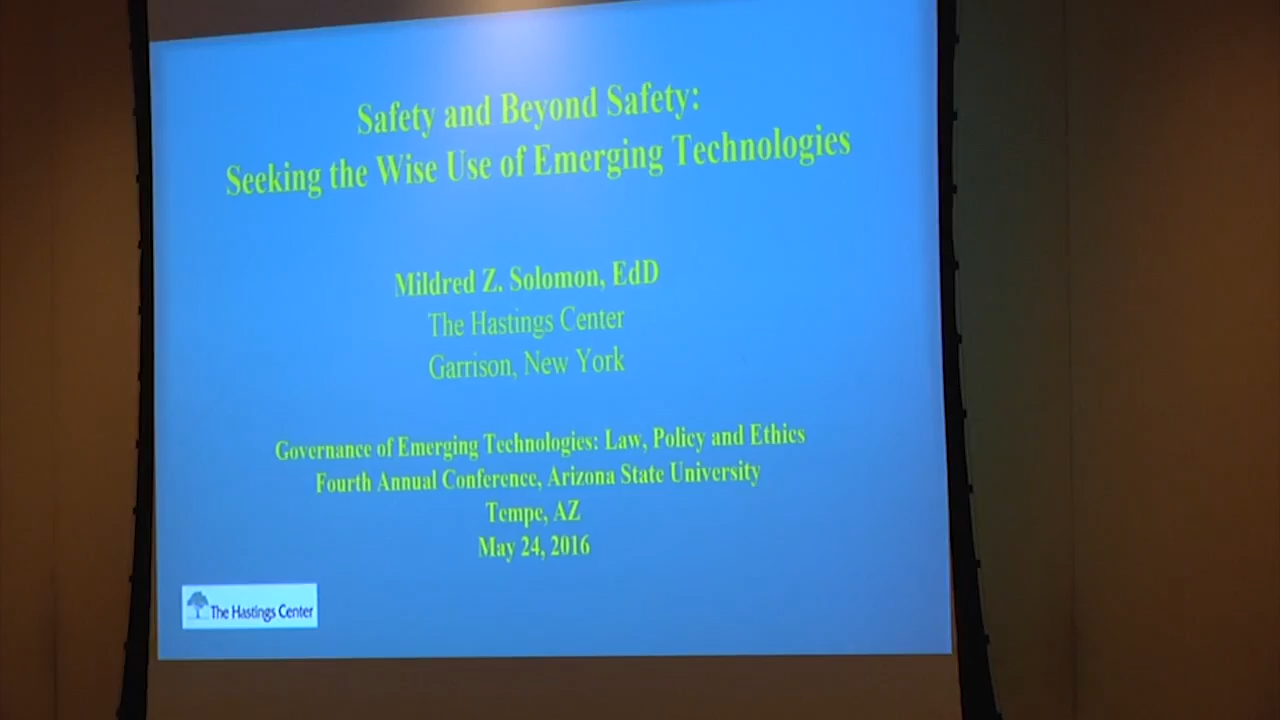 Safety and Beyond Safety:
Seeking the Wise Use of Emerging Technologies
Mildred Z. Solomon, EdD
The Hastings Center
Garrison, New York
Governance of Emerging Technologies: Law, Policy and Ethics
Fourth Annual Conference, Arizona State University
Tempe, AZ
May 24, 2016
The Hastings Center